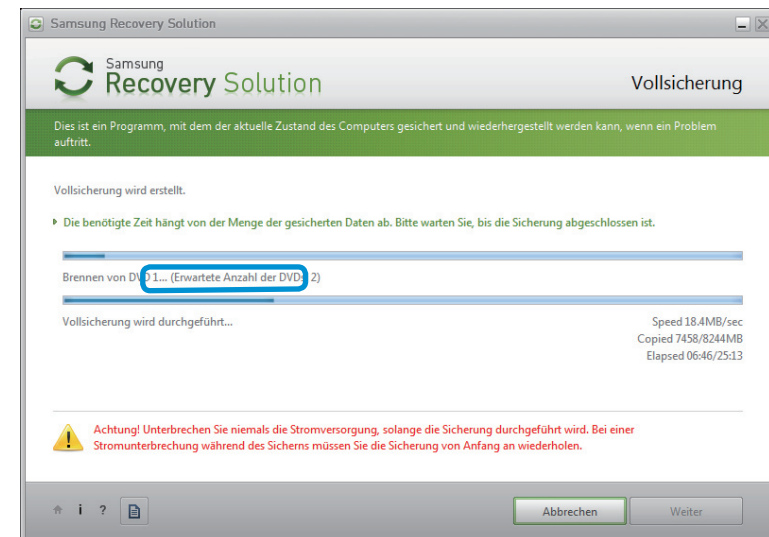 Samsung Recovery Solution
Samsung
Recovery Solution
Vollsicherung
Dies ist ein Programm, mit dem der aktuelle Zustand des Computers gesichert und wiederhergestellt werden kann, wenn ein Problem
auftritt.
Vollsicherung wird erstellt.
Die benötigte Zeit hängt von der Menge der gesicherten Daten ab. Bitte warten Sie, bis die Sicherung abgeschlossen ist.
Brennen von DVD 1... (Erwartete Anzahl der DVDs 2)
Vollsicherung wird durchgeführt...
Speed 18.4MB/sec
Copied 7458/8244MB
Elapsed 06:46/25:13
Achtung! Unterbrechen Sie niemals die Stromversorgung, solange die Sicherung durchgeführt wird. Bei einer
Stromunterbrechung während des Sicherns müssen Sie die Sicherung von Anfang an wiederholen.
i ?
Abbrechen
Weiter